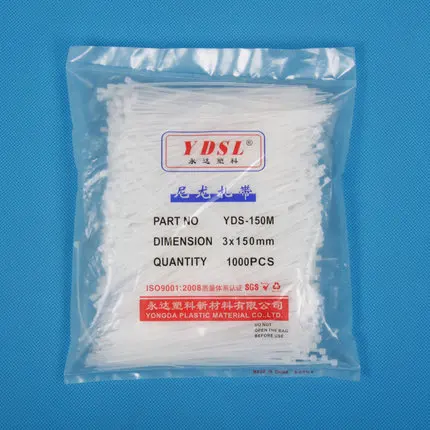 YDSL®
永达塑料
尼龙扎带
PART NO YDS-150M
DIMENSION 3x150mm
QUANTITY 1000PCS
ISO9001:2008质量体系认证 SGS
永达塑料新材料有限公司
YONGDA PLASTIC MATERIAL CO.,LTD
DO NOT
OPEN THE BAG
BEFORE USE
MADE IN CHINA